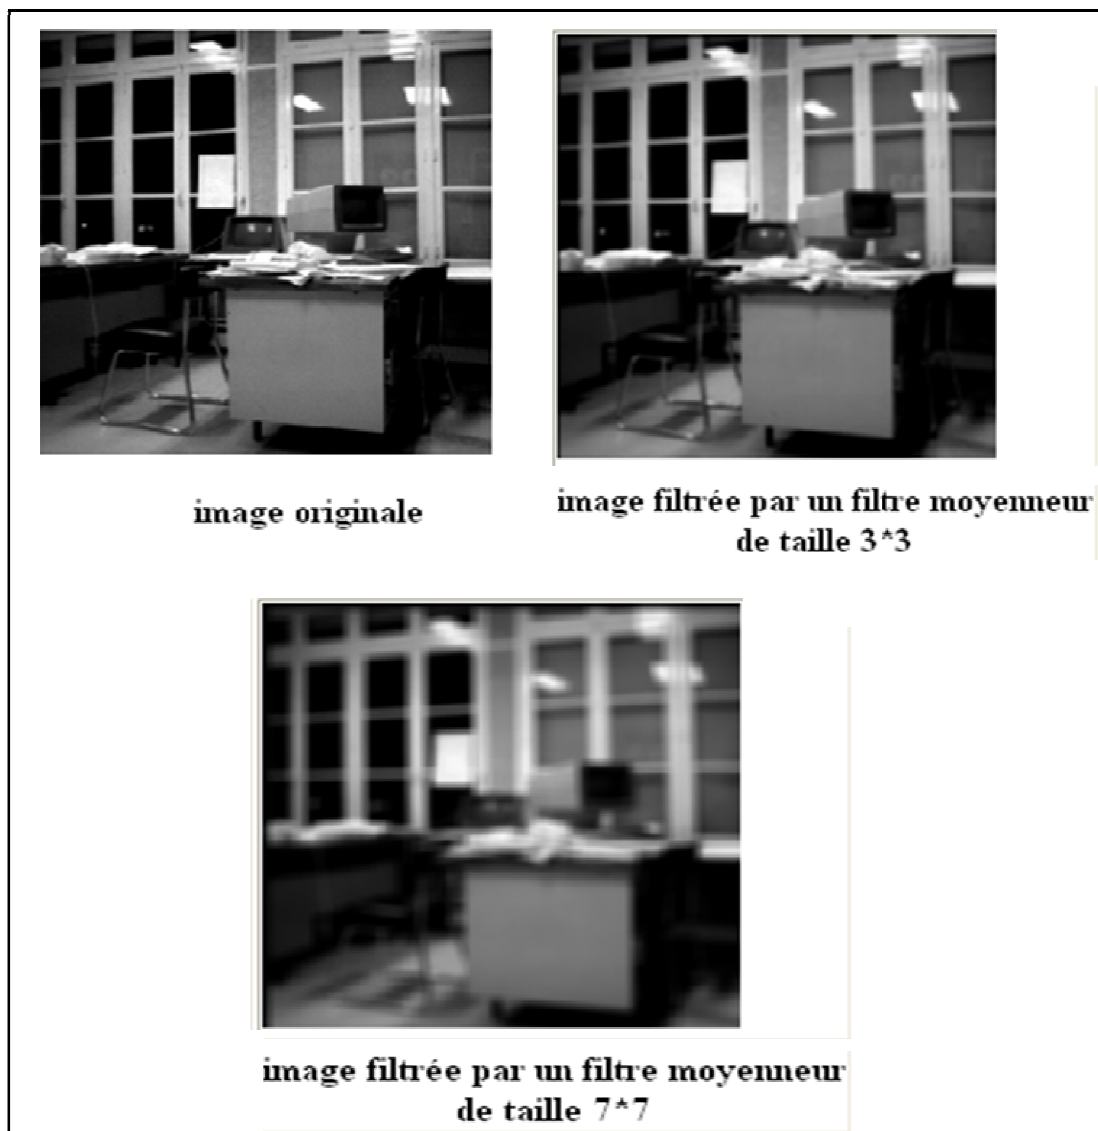 image originale
image filtrée par un filtre moyenneur
de taille 3*3
image filtrée par un filtre moyenneur
de taille 7*7